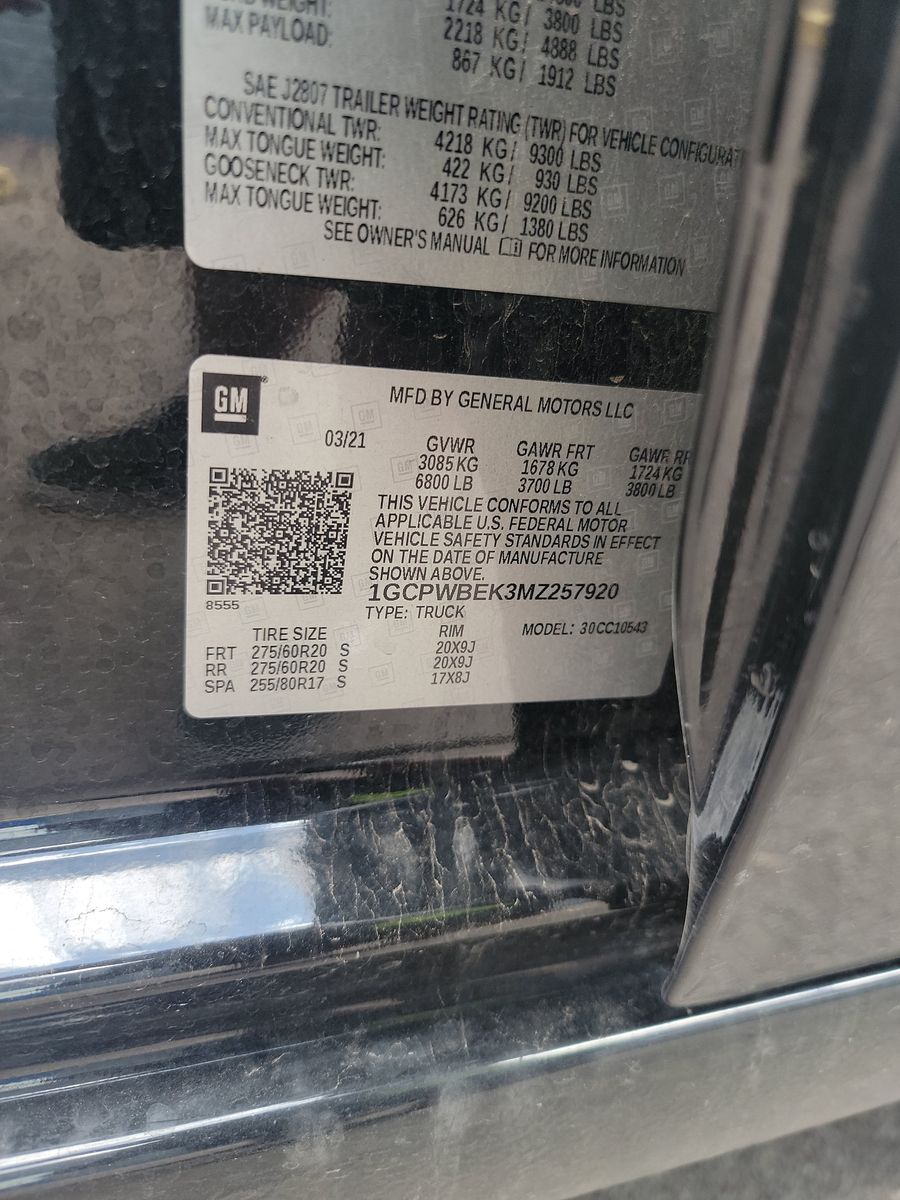 LBS
WEIGHT: 1724 KG/ 3800 LBS
MAX PAYLOAD: 2218 KG/ 4888 LBS
867 KG/ 1912 LBS
SAE J2807 TRAILER WEIGHT RATING (TWR) FOR VEHICLE CONFIGURAT
CONVENTIONAL TWR: 4218 KG/ 9300 LBS
MAX TONGUE WEIGHT: 422 KG/ 930 LBS
GOOSENECK TWR: 4173 KG/ 9200 LBS
MAX TONGUE WEIGHT: 626 KG/ 1380 LBS
SEE OWNER'S MANUAL FOR MORE INFORMATION
GM®
MFD BY GENERAL MOTORS LLC
03/21 GVWR GAWR FRT GAWR RR
3085 KG 1678 KG 1724 KG
6800 LB 3700 LB 3800 LB
THIS VEHICLE CONFORMS TO ALL
APPLICABLE U.S. FEDERAL MOTOR
VEHICLE SAFETY STANDARDS IN EFFECT
ON THE DATE OF MANUFACTURE
SHOWN ABOVE.
1GCPWBEK3MZ257920
8555
TYPE: TRUCK
MODEL: 30CC10543
TIRE SIZE RIM
FRT 275/60R20 S 20X9J
RR 275/60R20 S 20X9J
SPA 255/80R17 S 17X8J